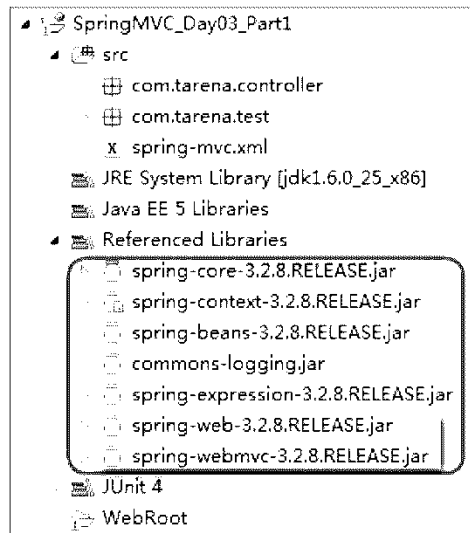 SpringMVC_Day03_Part1
src
com.tarena.controller
com.tarena.test
spring-mvc.xml
JRE System Library [jdk1.6.0_25_x86]
Java EE 5 Libraries
Referenced Libraries
spring-core-3.2.8.RELEASE.jar
spring-context-3.2.8.RELEASE.jar
spring-beans-3.2.8.RELEASE.jar
commons-logging.jar
spring-expression-3.2.8.RELEASE.jar
spring-web-3.2.8.RELEASE.jar
spring-webmvc-3.2.8.RELEASE.jar
JUnit 4
WebRoot